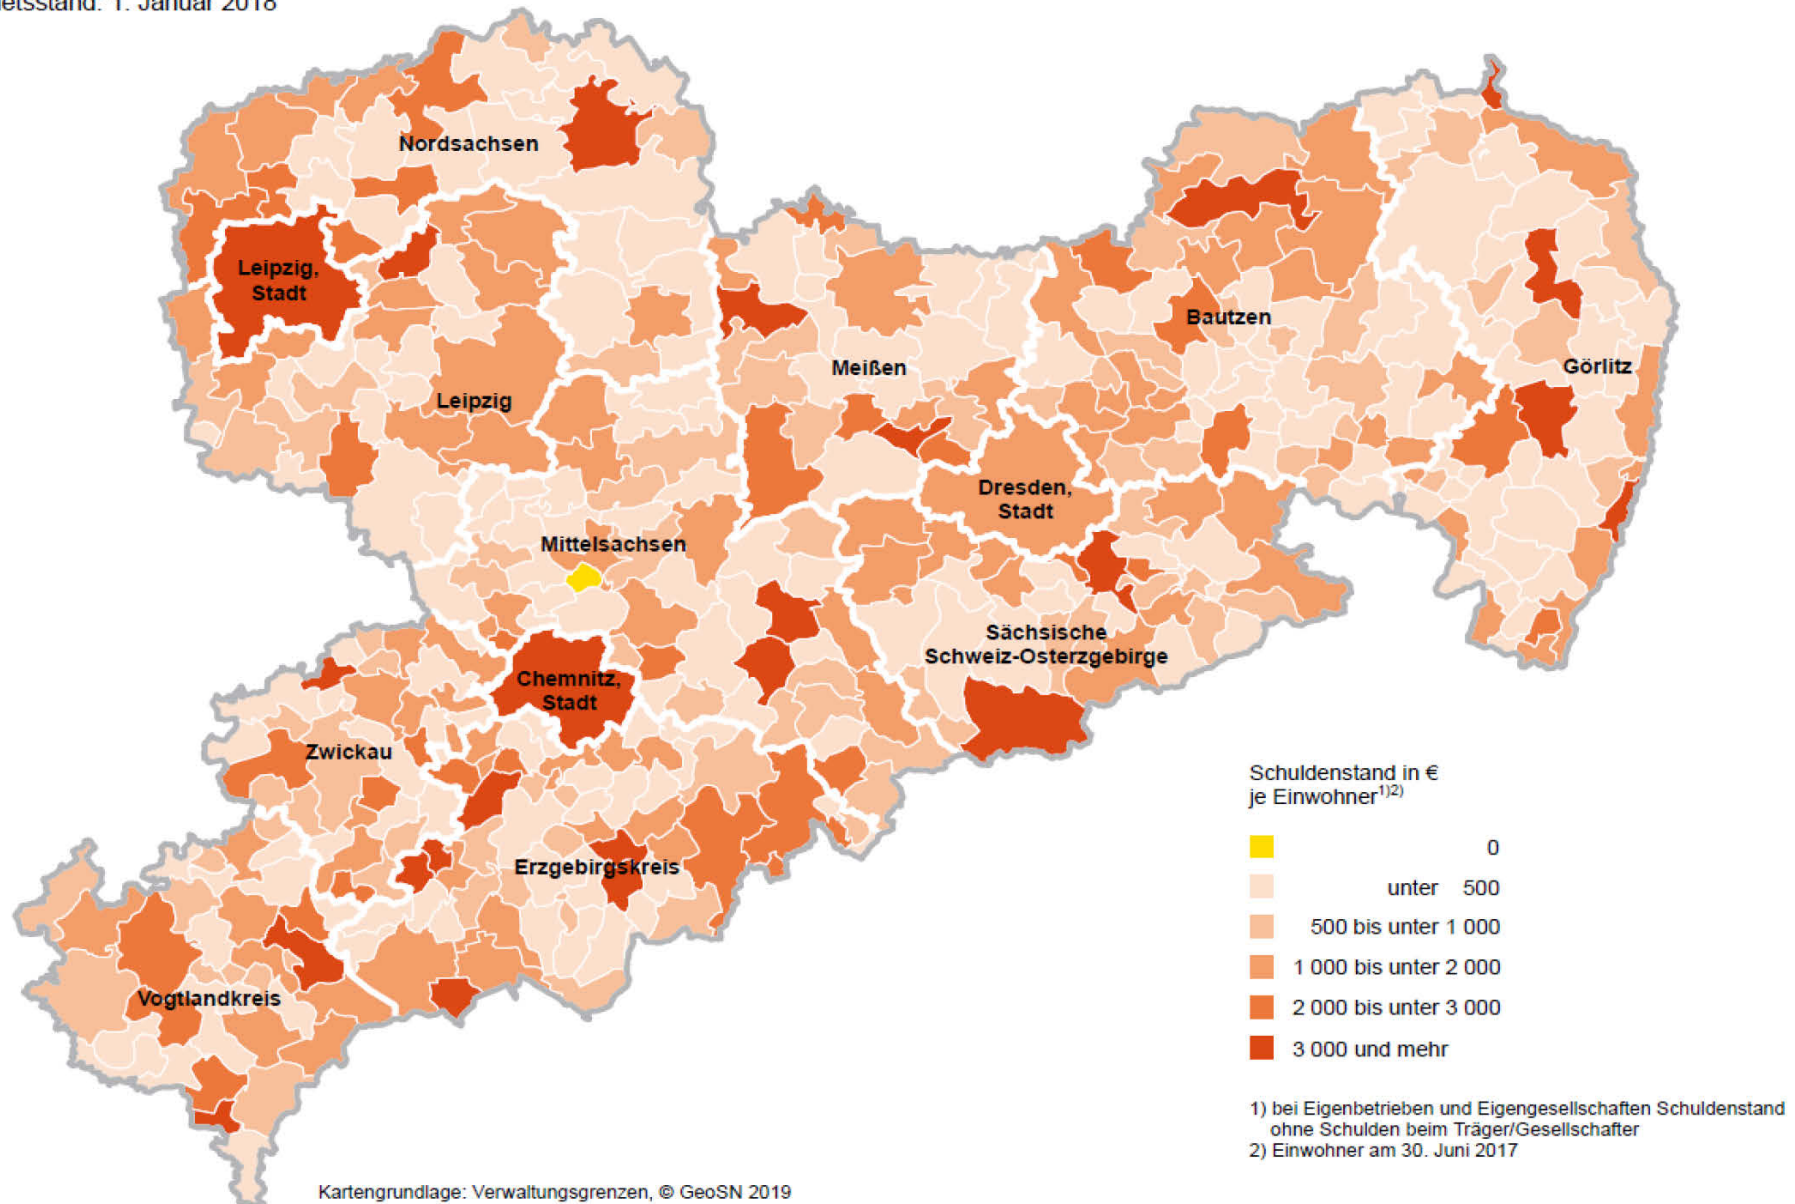 1. Januar 2018
Nordsachsen
Leipzig,
Stadt
Bautzen
Meißen
Görlitz
Leipzig
Dresden,
Stadt
Mittelsachsen
Sächsische
Schweiz-Osterzgebirge
Chemnitz,
Stadt
Zwickau
Erzgebirgskreis
Vogtlandkreis
Schuldenstand in €
je Einwohner1)2)
0
unter 500
500 bis unter 1 000
1 000 bis unter 2 000
2 000 bis unter 3 000
3 000 und mehr
1) bei Eigenbetrieben und Eigengesellschaften Schuldenstand
ohne Schulden beim Träger/Gesellschafter
2) Einwohner am 30. Juni 2017
Kartengrundlage: Verwaltungsgrenzen, © GeoSN 2019